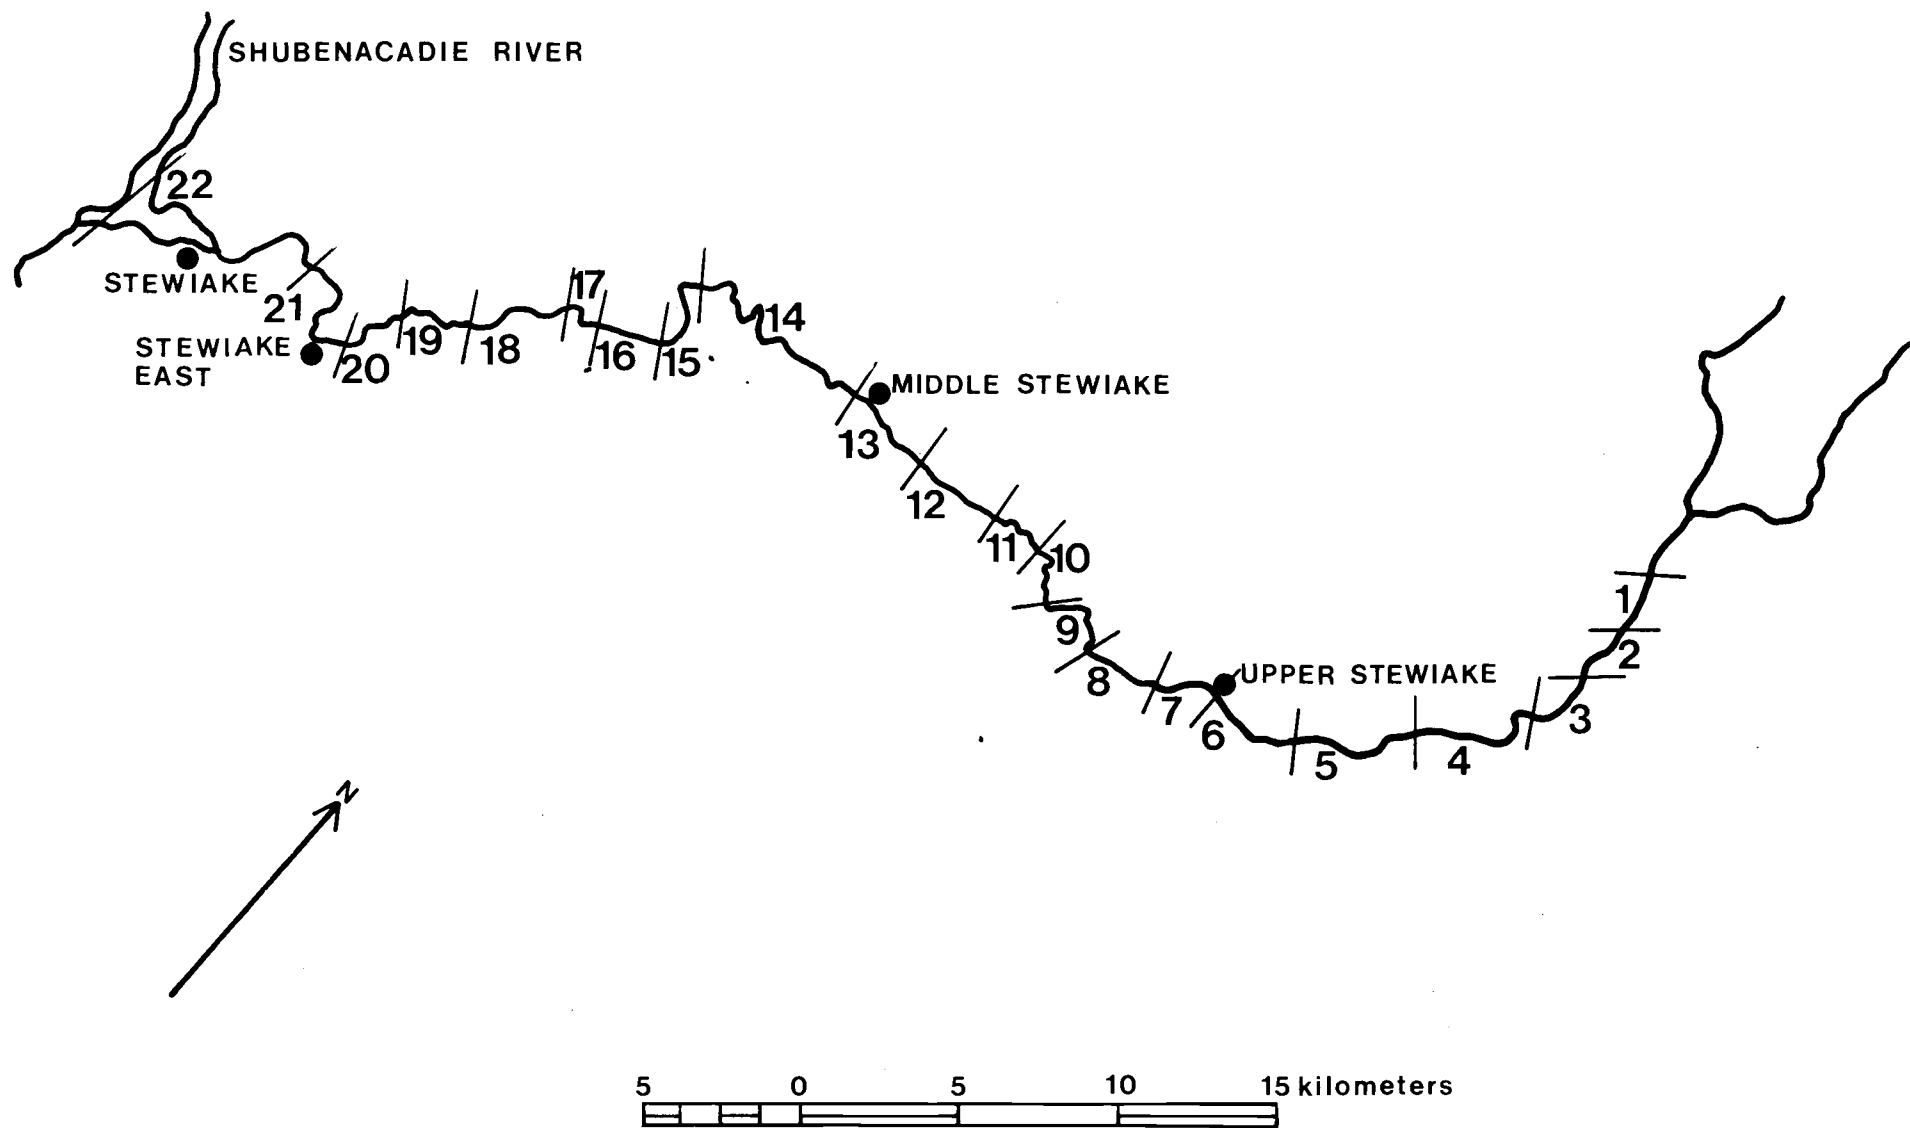 SHUBENACADIE RIVER
22
STEWIAKE
21
STEWIAKE
EAST
20
19
18
17
16
15
14
MIDDLE STEWIAKE
13
12
11
10
9
8
7
UPPER STEWIAKE
6
5
4
3
2
1
N
5 0 5 10 15 kilometers